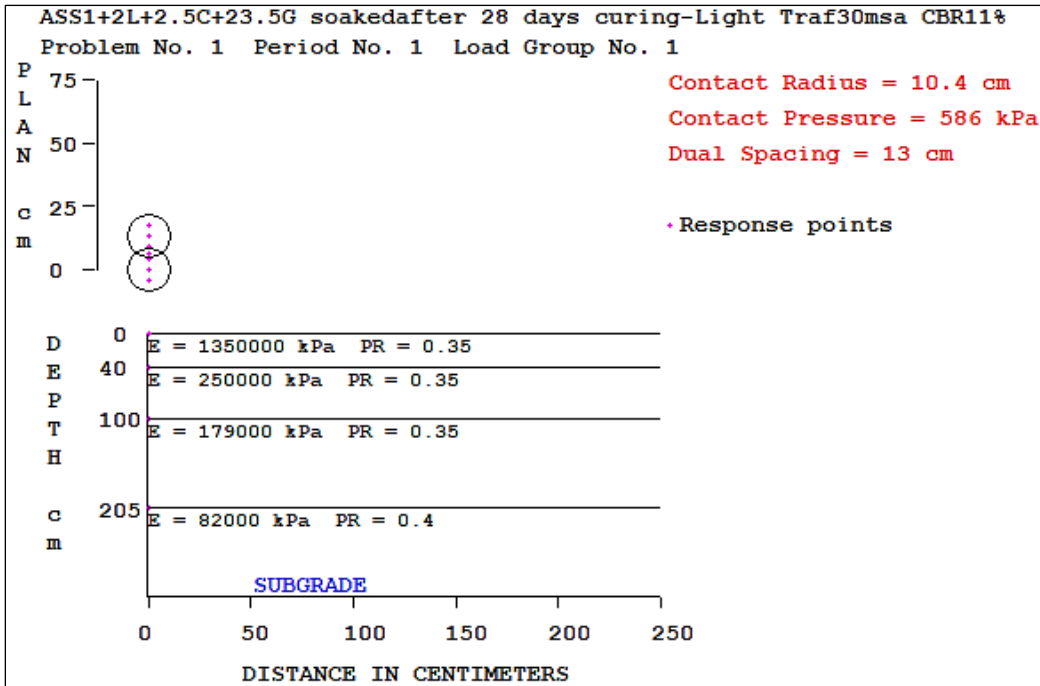 ASS1+2L+2.5C+23.5G soakedafter 28 days curing-Light Traf30msa CBR11%
Problem No. 1 Period No. 1 Load Group No. 1
PLAN cm
75
50
25
0
Contact Radius = 10.4 cm
Contact Pressure = 586 kPa
Dual Spacing = 13 cm
Response points
DEPTH cm
0
E = 1350000 kPa PR = 0.35
40
E = 250000 kPa PR = 0.35
100
E = 179000 kPa PR = 0.35
205
E = 82000 kPa PR = 0.4
SUBGRADE
0 50 100 150 200 250
DISTANCE IN CENTIMETERS